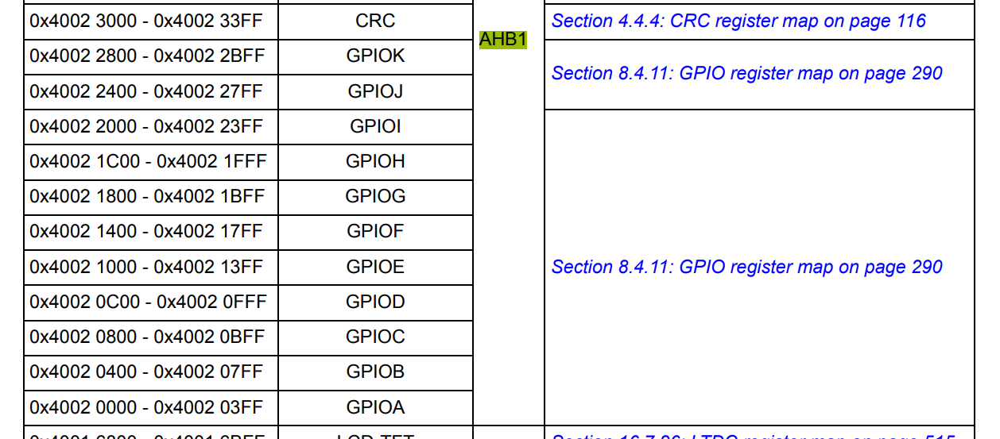 0x4002 3000 - 0x4002 33FF CRC Section 4.4.4: CRC register map on page 116
AHB1
0x4002 2800 - 0x4002 2BFF GPIOK
Section 8.4.11: GPIO register map on page 290
0x4002 2400 - 0x4002 27FF GPIOJ
0x4002 2000 - 0x4002 23FF GPIOI
0x4002 1C00 - 0x4002 1FFF GPIOH
0x4002 1800 - 0x4002 1BFF GPIOG
0x4002 1400 - 0x4002 17FF GPIOF
0x4002 1000 - 0x4002 13FF GPIOE Section 8.4.11: GPIO register map on page 290
0x4002 0C00 - 0x4002 0FFF GPIOD
0x4002 0800 - 0x4002 0BFF GPIOC
0x4002 0400 - 0x4002 07FF GPIOB
0x4002 0000 - 0x4002 03FF GPIOA
LCD-TFT